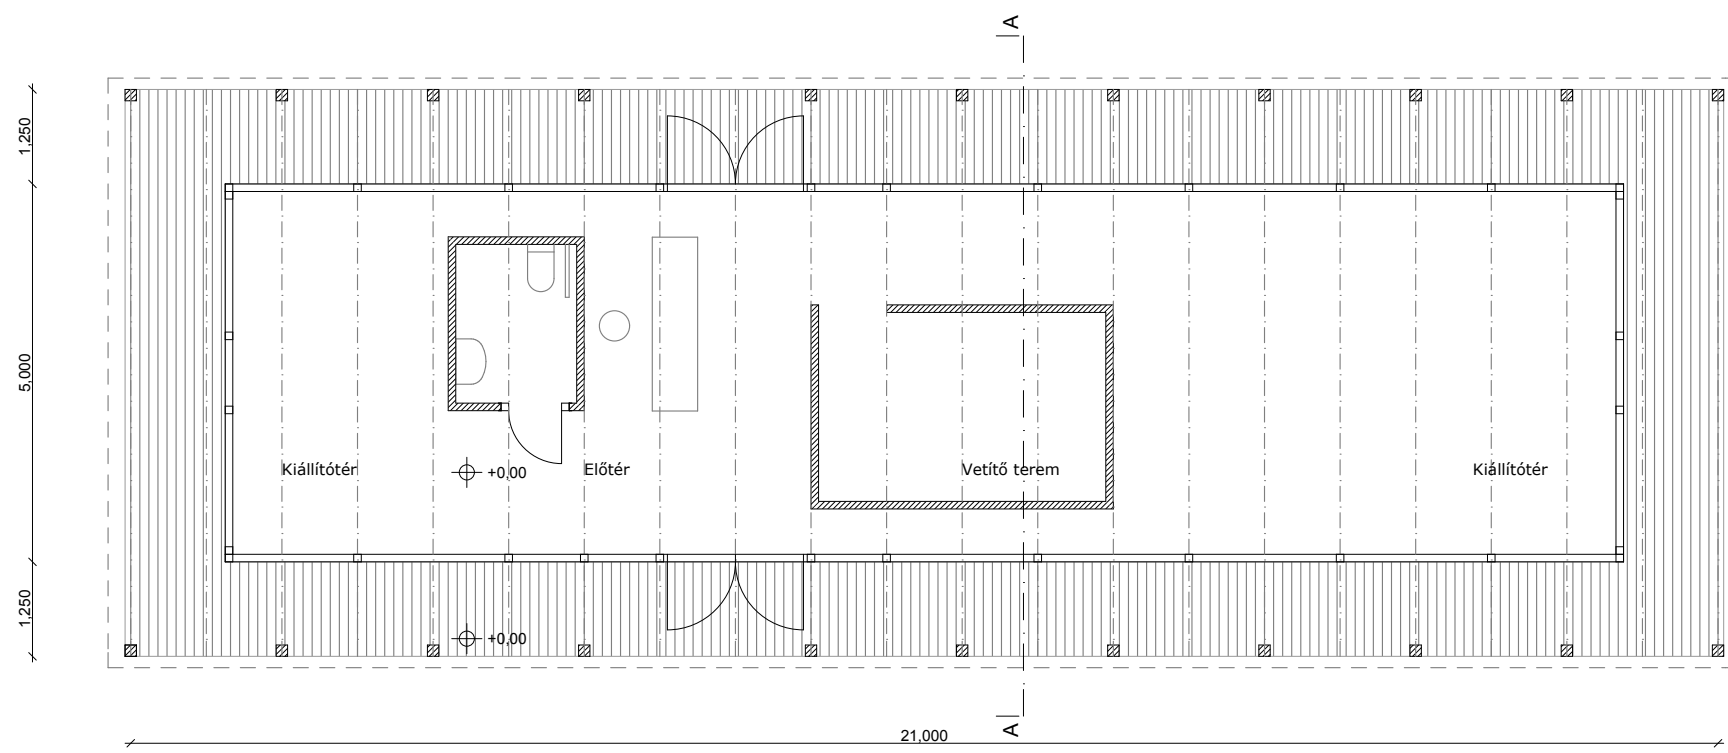 A
1,250
5,000
1,250
Kiállítótér
+0,00
Előtér
Vetítő terem
Kiállítótér
+0,00
A
21,000